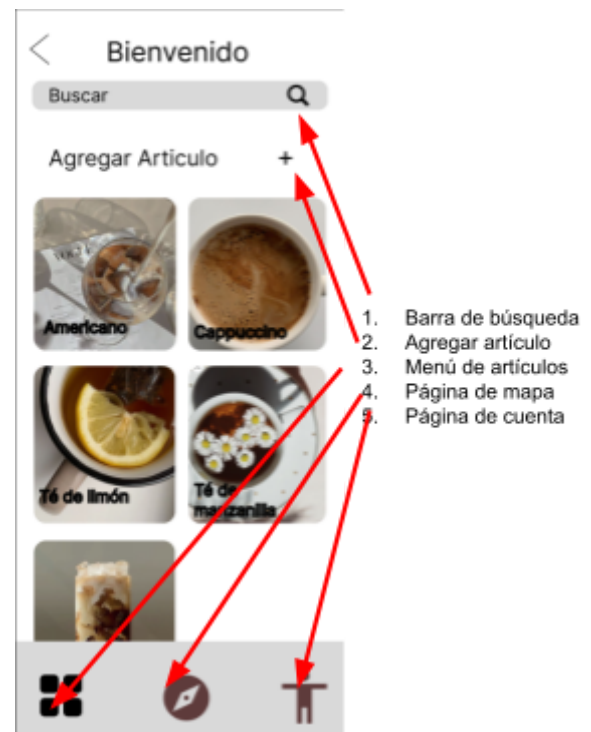 Bienvenido
Buscar
Agregar Articulo +
Americano
Cappuccino
Té de limón
Té de
manzanilla
1. Barra de búsqueda
2. Agregar artículo
3. Menú de artículos
4. Página de mapa
5. Página de cuenta